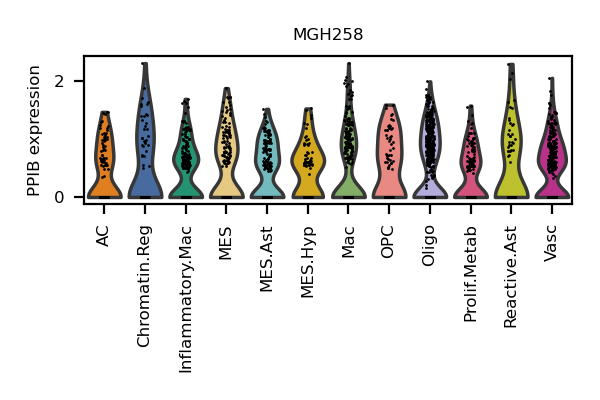 MGH258
PPIB expression
2
0
AC
Chromatin.Reg
Inflammatory.Mac
MES
MES.Ast
MES.Hyp
Mac
OPC
Oligo
Prolif.Metab
Reactive.Ast
Vasc